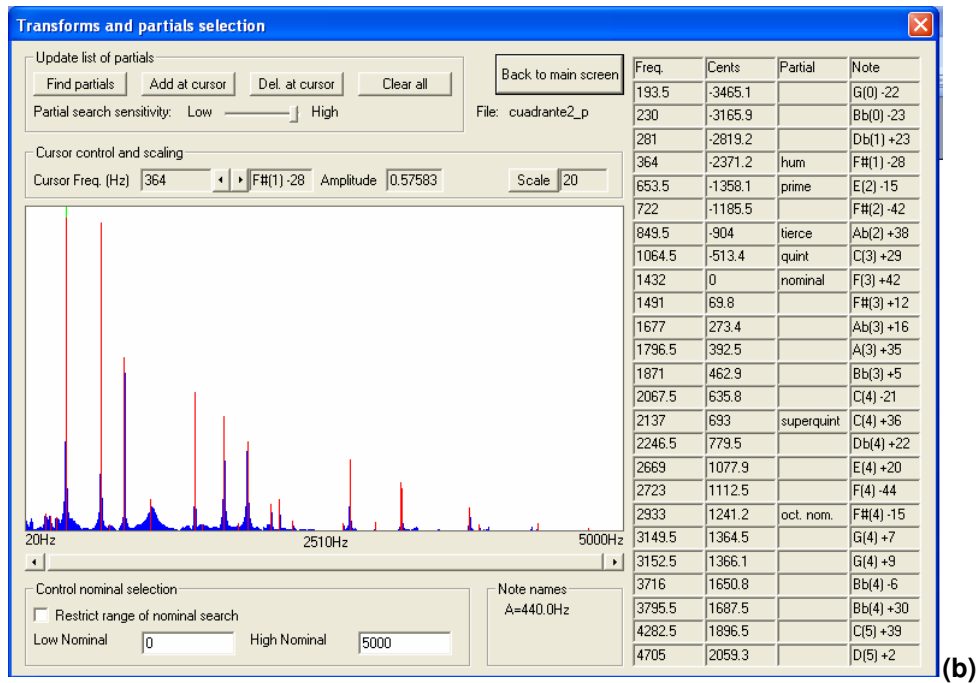 Transforms and partials selection
Update list of partials
Find partials Add at cursor Del. at cursor Clear all
Partial search sensitivity: Low High
Back to main screen
File: cuadrante2_p
Cursor control and scaling
Cursor Freq. (Hz) 364 F#(1) -28 Amplitude 0.57583 Scale 20
20Hz 2510Hz 5000Hz
Control nominal selection
Restrict range of nominal search
Low Nominal 0 High Nominal 5000
Note names
A=440.0Hz
Freq. Cents Partial Note
193.5 -3465.1 G(0) -22
230 -3165.9 Bb(0) -23
281 -2819.2 Db(1) +23
364 -2371.2 hum F#(1) -28
653.5 -1358.1 prime E(2) -15
722 -1185.5 F#(2) -42
849.5 -904 tierce Ab(2) +38
1064.5 -513.4 quint C(3) +29
1432 0 nominal F(3) +42
1491 69.8 F#(3) +12
1677 273.4 Ab(3) +16
1796.5 392.5 A(3) +35
1871 462.9 Bb(3) +5
2067.5 635.8 C(4) -21
2137 693 superquint C(4) +36
2246.5 779.5 Db(4) +22
2669 1077.9 E(4) +20
2723 1112.5 F(4) -44
2933 1241.2 oct. nom. F#(4) -15
3149.5 1364.5 G(4) +7
3152.5 1366.1 G(4) +9
3716 1650.8 Bb(4) -6
3795.5 1687.5 Bb(4) +30
4282.5 1896.5 C(5) +39
4705 2059.3 D(5) +2
(b)